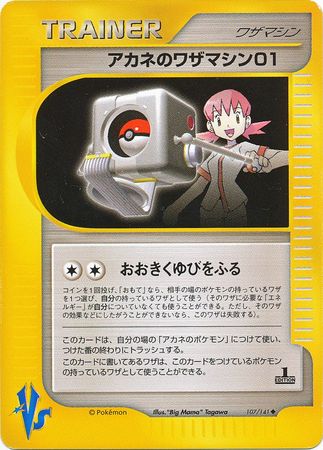 TRAINER ワザマシン
アカネのワザマシン01
おおきくゆびをふる
コインを1回投げ、「おもて」なら、相手の場のポケモンの持っているワザ
を1つ選び、自分の持っているワザとして使う(そのワザに必要な「エネ
ルギー」が自分についていなくても使うことができる。ただし、そのワザ
の効果などにしたがうことができないなら、このワザは失敗する)。
このカードは、自分の場の「アカネのポケモン」につけて使い、
つけた番の終わりにトラッシュする。
このカードに書いてあるワザは、このカードをつけているポケモン
の持っているワザとして使うことができる。
1
EDITION
VS
©Pokémon
Illus. "Big Mama" Tagawa
107/141